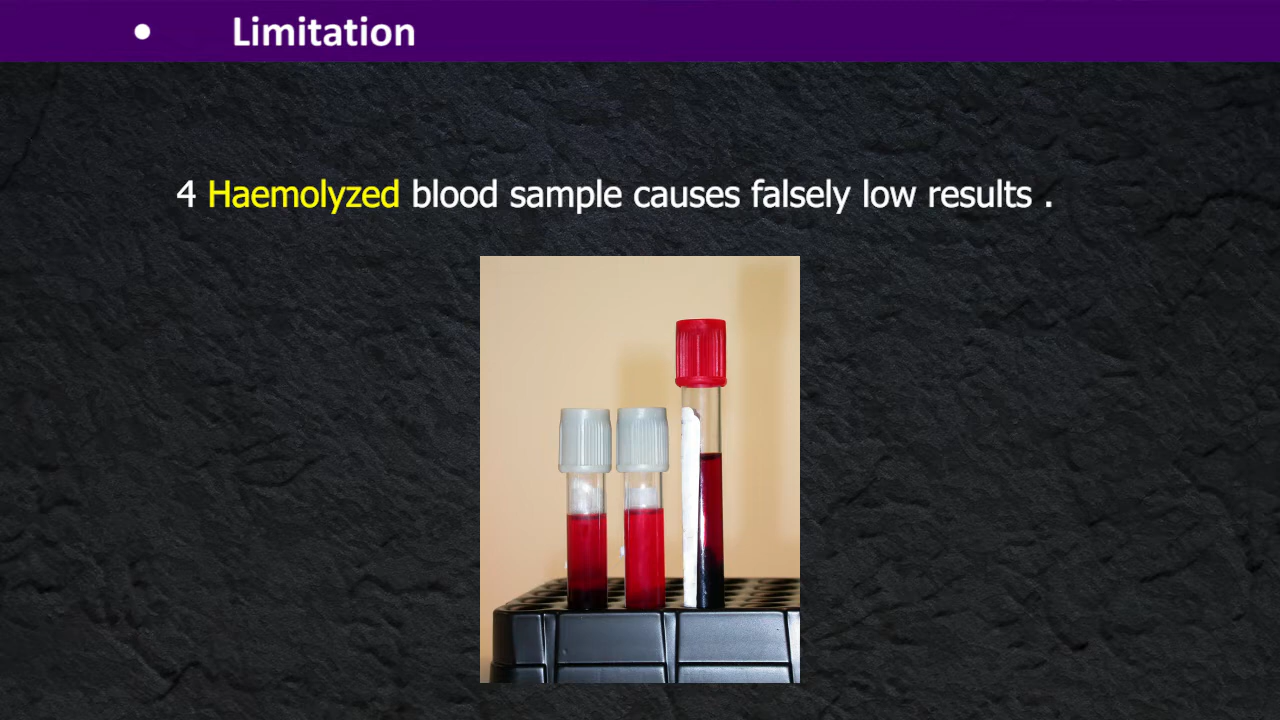 • Limitation
4 Haemolyzed blood sample causes falsely low results .